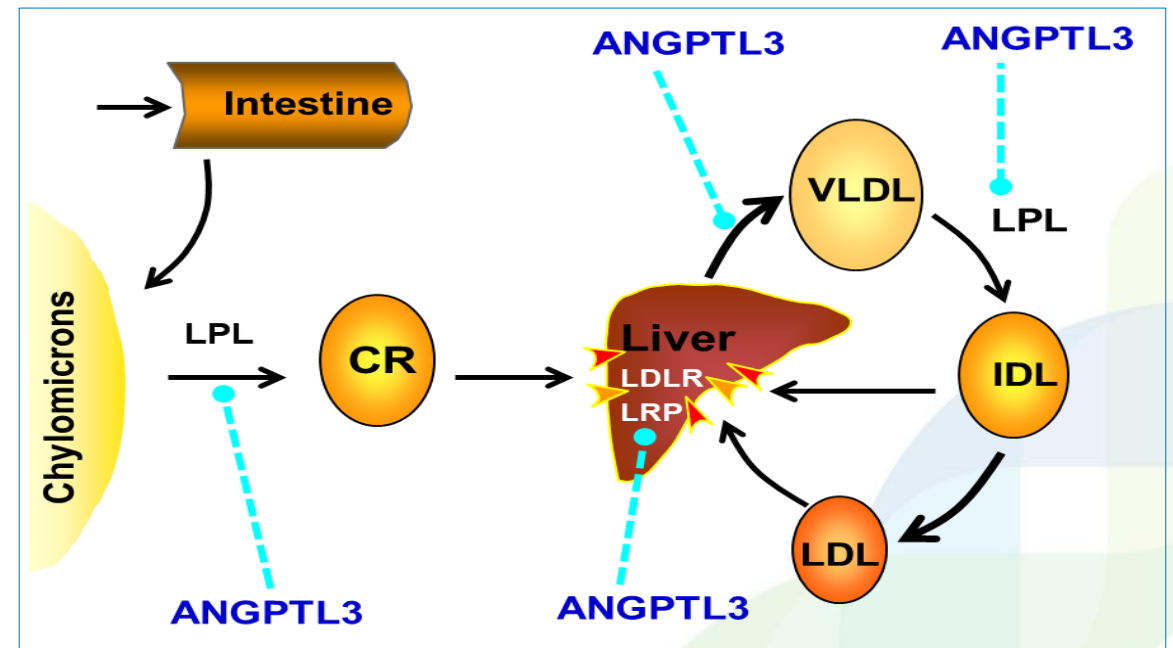 ANGPTL3
ANGPTL3
Intestine
VLDL
LPL
Chylomicrons
LPL
CR
Liver
LDLR
LRP
IDL
LDL
ANGPTL3
ANGPTL3